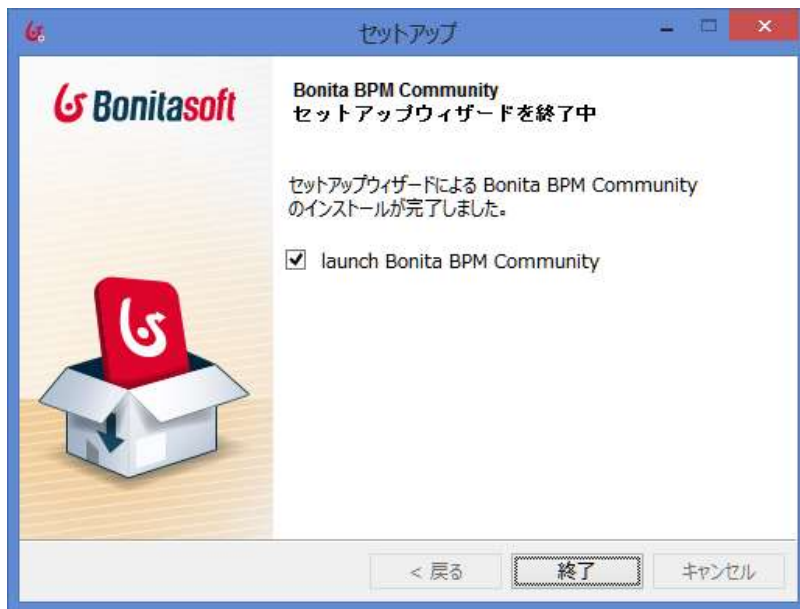 セットアップ
Bonitasoft
Bonita BPM Community
セットアップウィザードを終了中
セットアップウィザードによる Bonita BPM Community
のインストールが完了しました。
launch Bonita BPM Community
< 戻る
終了
キャンセル